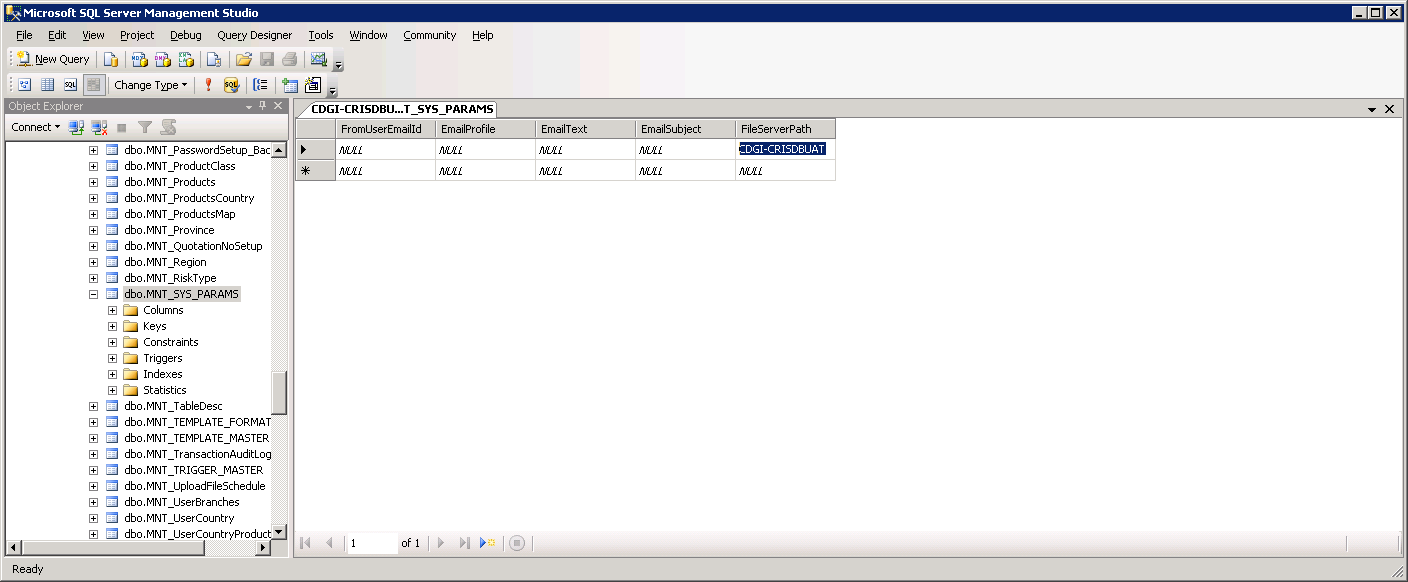 Microsoft SQL Server Management Studio
File Edit View Project Debug Query Designer Tools Window Community Help
New Query
Change Type
Object Explorer
Connect
dbo.MNT_PasswordSetup_Bac
dbo.MNT_ProductClass
dbo.MNT_Products
dbo.MNT_ProductsCountry
dbo.MNT_ProductsMap
dbo.MNT_Province
dbo.MNT_QuotationNoSetup
dbo.MNT_Region
dbo.MNT_RiskType
dbo.MNT_SYS_PARAMS
Columns
Keys
Constraints
Triggers
Indexes
Statistics
dbo.MNT_TableDesc
dbo.MNT_TEMPLATE_FORMAT
dbo.MNT_TEMPLATE_MASTER
dbo.MNT_TransactionAuditLog
dbo.MNT_TRIGGER_MASTER
dbo.MNT_UploadFileSchedule
dbo.MNT_UserBranches
dbo.MNT_UserCountry
dbo.MNT_UserCountryProduct
CDGI-CRISDBU...T_SYS_PARAMS
FromUserEmailId EmailProfile EmailText EmailSubject FileServerPath
NULL NULL NULL NULL CDGI-CRISDBUAT
NULL NULL NULL NULL NULL
1 of 1
Ready